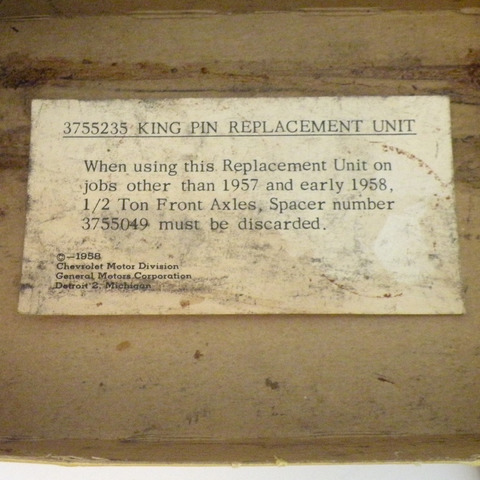 3755235 KING PIN REPLACEMENT UNIT
When using this Replacement Unit on
jobs other than 1957 and early 1958,
1/2 Ton Front Axles, Spacer number
3755049 must be discarded.
©-1958
Chevrolet Motor Division
General Motors Corporation
Detroit 2, Michigan